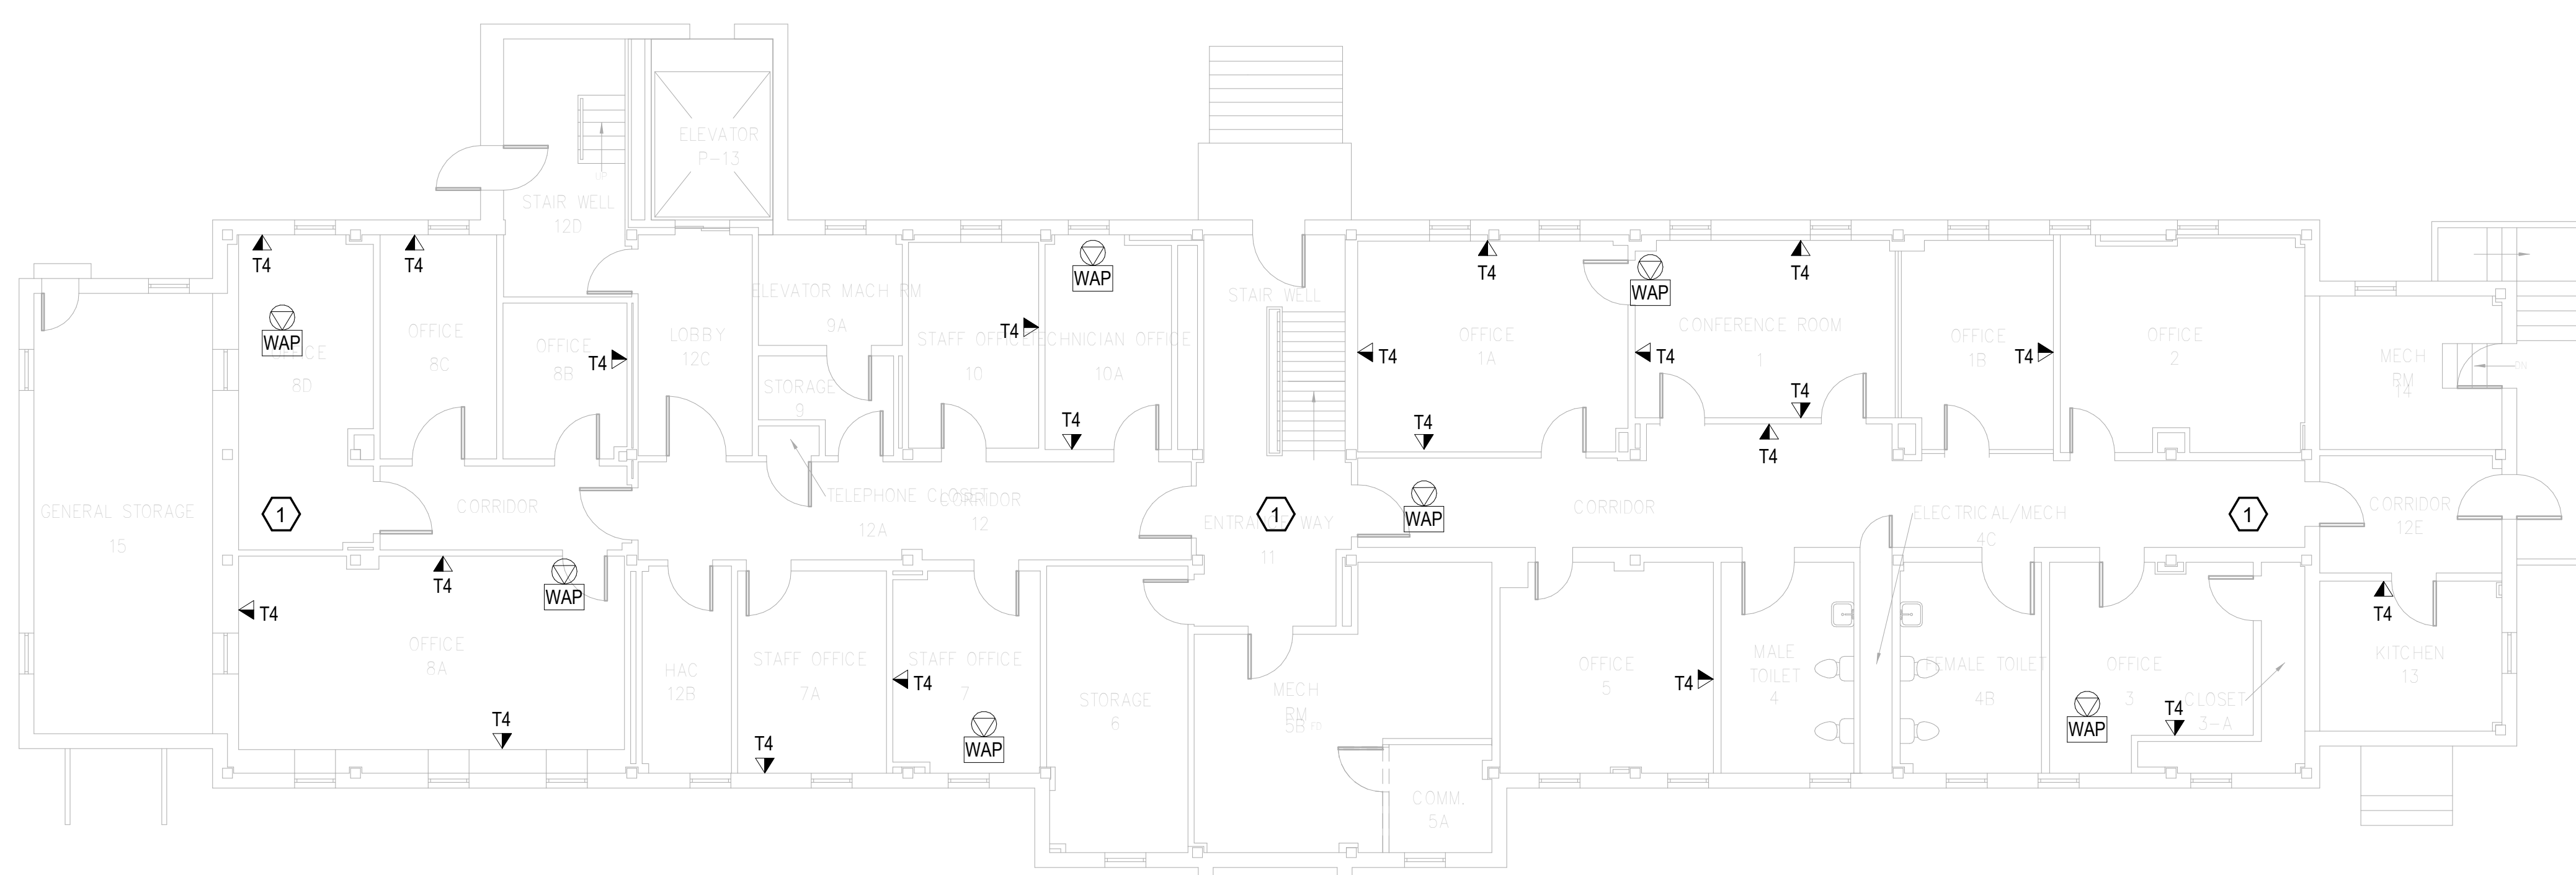 ELEVATOR
P-13
UP
STAIR WELL
12D
T4
T4
WAP
OFFICE
8D
OFFICE
8C
OFFICE
8B
T4
LOBBY
12C
ELEVATOR MACH RM
9A
STORAGE
9
STAFF OFFICE
10
T4
WAP
TECHNICIAN OFFICE
10A
T4
STAIR WELL
T4
OFFICE
1A
T4
T4
WAP
T4
CONFERENCE ROOM
1
T4
T4
T4
OFFICE
1B
T4
OFFICE
2
MECH
RM
14
DN
GENERAL STORAGE
15
1
CORRIDOR
TELEPHONE CLOSET
12A
CORRIDOR
12
ENTRANCE WAY
11
1
WAP
CORRIDOR
ELECTRICAL/MECH
4C
1
CORRIDOR
12E
T4
T4
WAP
OFFICE
8A
T4
HAC
12B
STAFF OFFICE
7A
T4
STAFF OFFICE
7
T4
WAP
STORAGE
6
MECH
RM
5B
FD
COMM.
5A
OFFICE
5
T4
MALE
TOILET
4
FEMALE TOILET
4B
OFFICE
3
WAP
T4
CLOSET
3-A
T4
KITCHEN
13